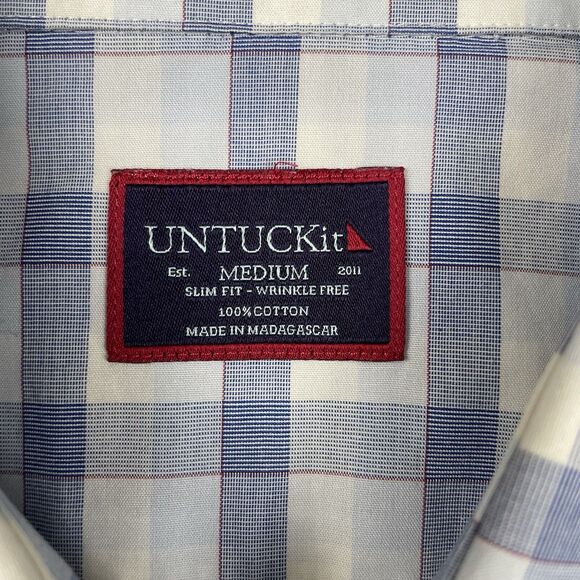 UNTUCKit
Est. MEDIUM 2011
SLIM FIT - WRINKLE FREE
100% COTTON
MADE IN MADAGASCAR